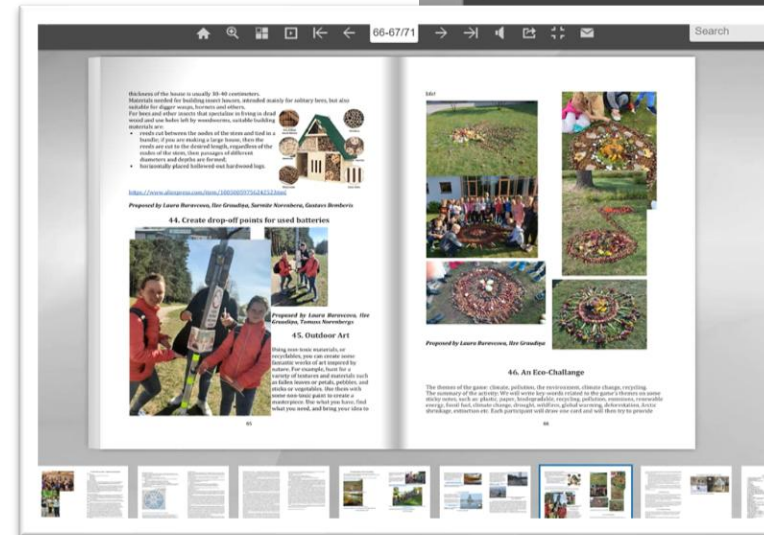 66-67/71
Search
thickness of the house is usually 30-40 centimeters.
Materials needed for building insect houses, intended mainly for solitary bees, but also
suitable for digger wasps, hornets and others.
For bees and other insects that specialize in living in dead
wood and use holes left by woodworms, suitable building
materials are:
• reeds cut between the nodes of the stem and tied in a
bundle; if you are making a large house, then the
reeds are cut to the desired length, regardless of the
nodes of the stem, then passages of different
diameters and depths are formed;
• horizontally placed hollowed-out hardwood logs.
Proposed by Laura Baravcova, Ilze Graudiņa, Sarmite Norenberga, Gustavs Bemberis
44. Create drop-off points for used batteries
Proposed by Laura Baravcova, Ilze
Graudiņa, Tomass Norenbergs
45. Outdoor Art
Using non-toxic materials, or
recyclables, you can create some
fantastic works of art inspired by
nature. For example, hunt for a
variety of textures and materials such
as fallen leaves or petals, pebbles, and
sticks or vegetables. Use them with
some non-toxic paint to create a
masterpiece. Use what you have, find
what you need, and bring your idea to
65
life!
Proposed by Laura Baravcova, Ilze Graudiņa
46. An Eco-Challange
The themes of the game: climate, pollution, the environment, climate change, recycling.
The summary of the activity: We will write key words related to the game's themes on some
sticky notes, such as: plastic, paper, biodegradable, recycling, pollution, emissions, renewable
energy, fossil fuel, climate change, drought, wildfires, global warming, deforestation, Arctic
shrinkage, extinction etc. Each participant will draw one card and will then try to provide
66